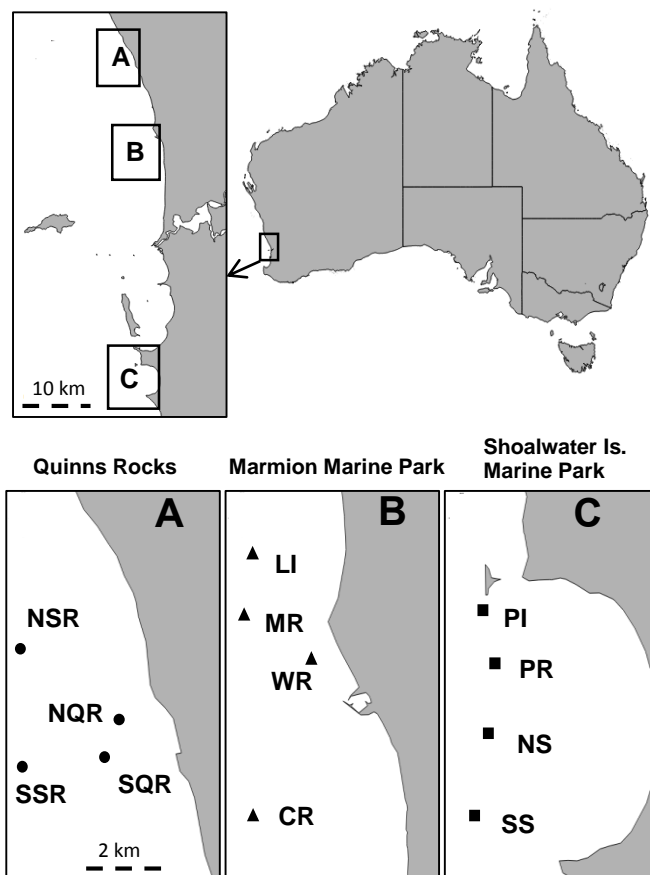 A
B
C
10 km
Quinns Rocks
Marmion Marine Park
Shoalwater Is.
Marine Park
A
NSR
NQR
SQR
SSR
2 km
B
LI
MR
WR
CR
C
PI
PR
NS
SS